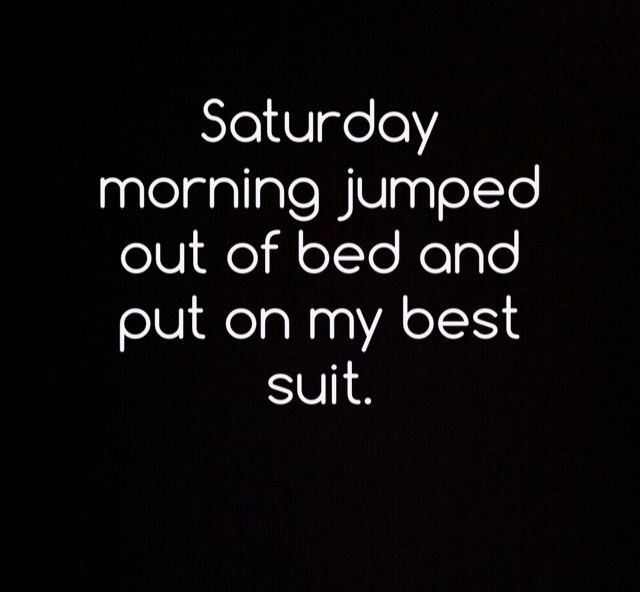 Saturday
morning jumped
out of bed and
put on my best
suit.